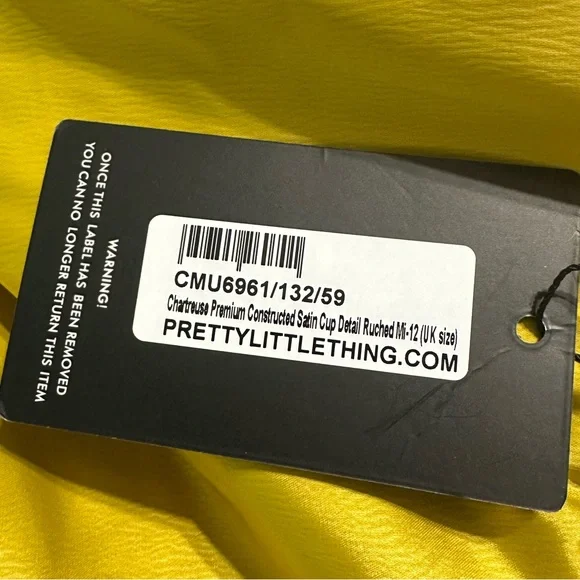 CMU6961/132/59
Chartreuse Premium Constructed Satin Cup Detail Ruched Mi-12 (UK size)
PRETTYLITTLETHING.COM
WARNING!
ONCE THIS LABEL HAS BEEN REMOVED
YOU CAN NO LONGER RETURN THIS ITEM